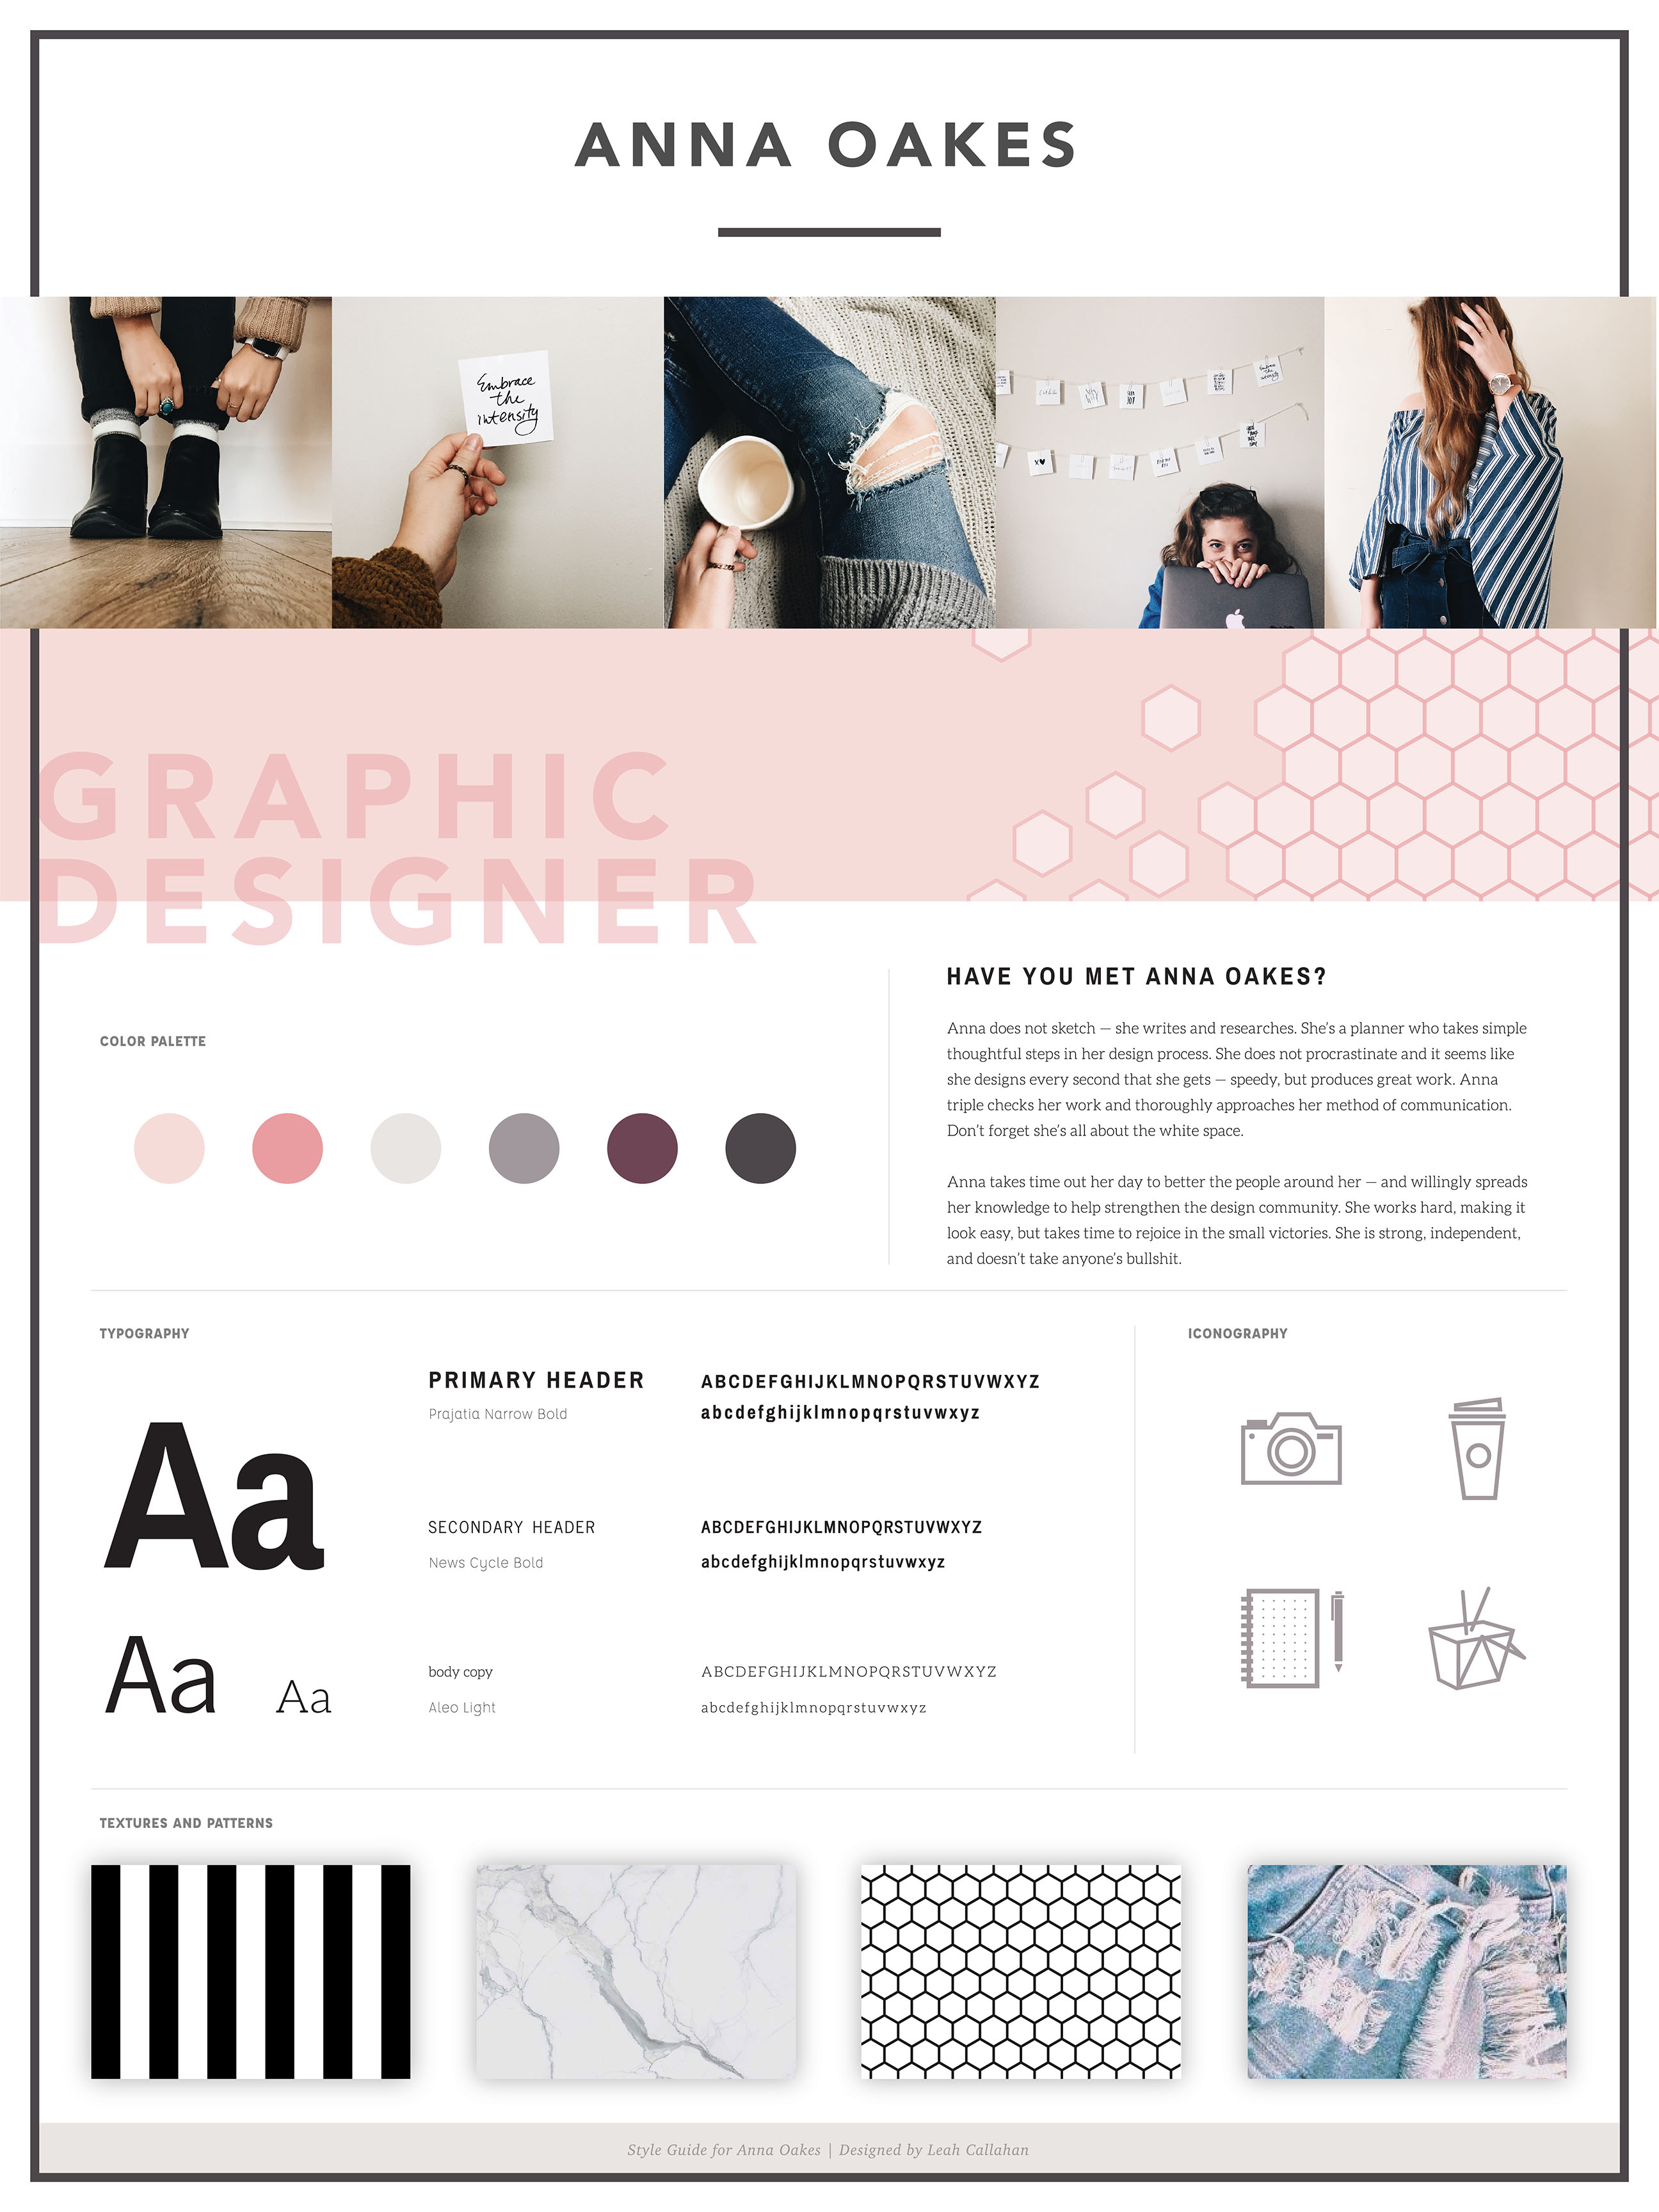 ANNA OAKES
Embrace
the
intensity
GRAPHIC
DESIGNER
COLOR PALETTE
HAVE YOU MET ANNA OAKES?
Anna does not sketch — she writes and researches. She's a planner who takes simple
thoughtful steps in her design process. She does not procrastinate and it seems like
she designs every second that she gets — speedy, but produces great work. Anna
triple checks her work and thoroughly approaches her method of communication.
Don't forget she's all about the white space.
Anna takes time out her day to better the people around her — and willingly spreads
her knowledge to help strengthen the design community. She works hard, making it
look easy, but takes time to rejoice in the small victories. She is strong, independent,
and doesn't take anyone's bullshit.
TYPOGRAPHY
Aa
Aa
Aa
PRIMARY HEADER
Prajatia Narrow Bold
ABCDEFGHIJKLMNOPQRSTUVWXYZ
abcdefghijklmnopqrstuvwxyz
SECONDARY HEADER
News Cycle Bold
ABCDEFGHIJKLMNOPQRSTUVWXYZ
abcdefghijklmnopqrstuvwxyz
body copy
Aleo Light
ABCDEFGHIJKLMNOPQRSTUVWXYZ
abcdefghijklmnopqrstuvwxyz
ICONOGRAPHY
TEXTURES AND PATTERNS
Style Guide for Anna Oakes | Designed by Leah Callahan